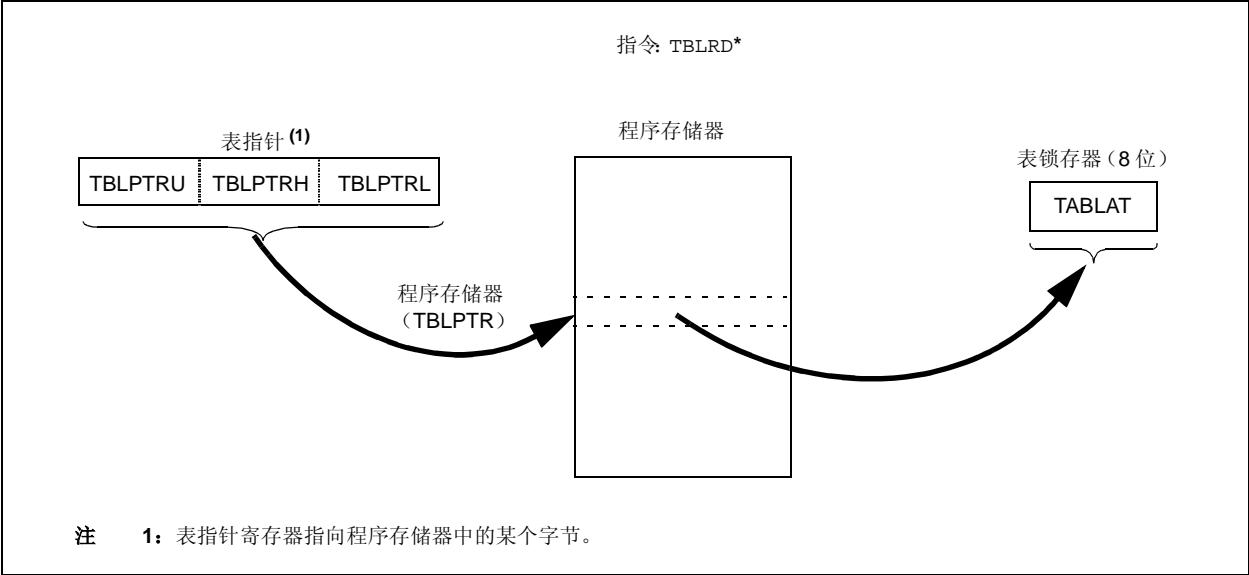 指令: TBLRD*
表指针(1)
程序存储器
表锁存器（8 位）
TBLPTRU TBLPTRH TBLPTRL
TABLAT
程序存储器
（TBLPTR）
注 1：表指针寄存器指向程序存储器中的某个字节。